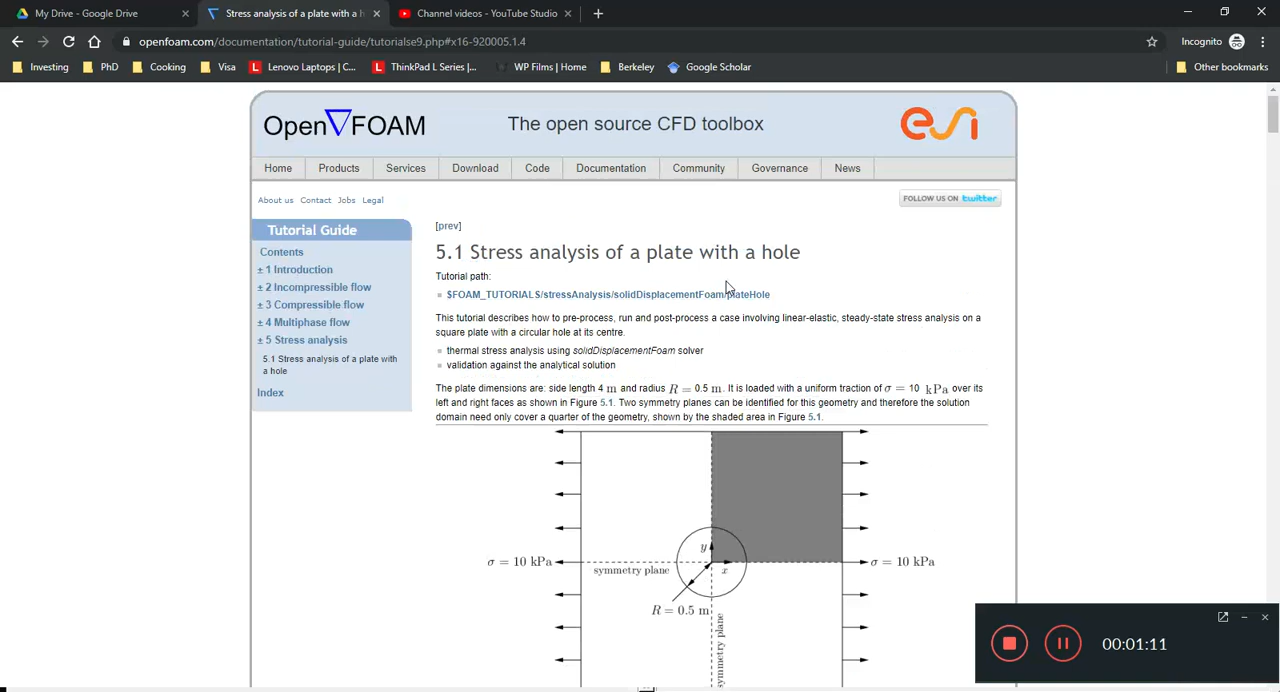 My Drive - Google Drive
Stress analysis of a plate with a h
Channel videos - YouTube Studio
openfoam.com/documentation/tutorial-guide/tutorialse9.php#x16-920005.1.4
Incognito
Investing
PhD
Cooking
Visa
Lenovo Laptops | C...
ThinkPad L Series |...
WP Films | Home
Berkeley
Google Scholar
Other bookmarks
Open∇FOAM
The open source CFD toolbox
esi
Home
Products
Services
Download
Code
Documentation
Community
Governance
News
About us Contact Jobs Legal
FOLLOW US ON twitter
Tutorial Guide
Contents
± 1 Introduction
± 2 Incompressible flow
± 3 Compressible flow
± 4 Multiphase flow
± 5 Stress analysis
5.1 Stress analysis of a plate with
a hole
Index
[prev]
5.1 Stress analysis of a plate with a hole
Tutorial path:
$FOAM_TUTORIALS/stressAnalysis/solidDisplacementFoam/plateHole
This tutorial describes how to pre-process, run and post-process a case involving linear-elastic, steady-state stress analysis on a
square plate with a circular hole at its centre.
thermal stress analysis using solidDisplacementFoam solver
validation against the analytical solution
The plate dimensions are: side length 4 m and radius R = 0.5 m. It is loaded with a uniform traction of σ = 10 kPa over its
left and right faces as shown in Figure 5.1. Two symmetry planes can be identified for this geometry and therefore the solution
domain need only cover a quarter of the geometry, shown by the shaded area in Figure 5.1.
y
x
σ = 10 kPa
symmetry plane
σ = 10 kPa
R = 0.5 m
symmetry plane
00:01:11